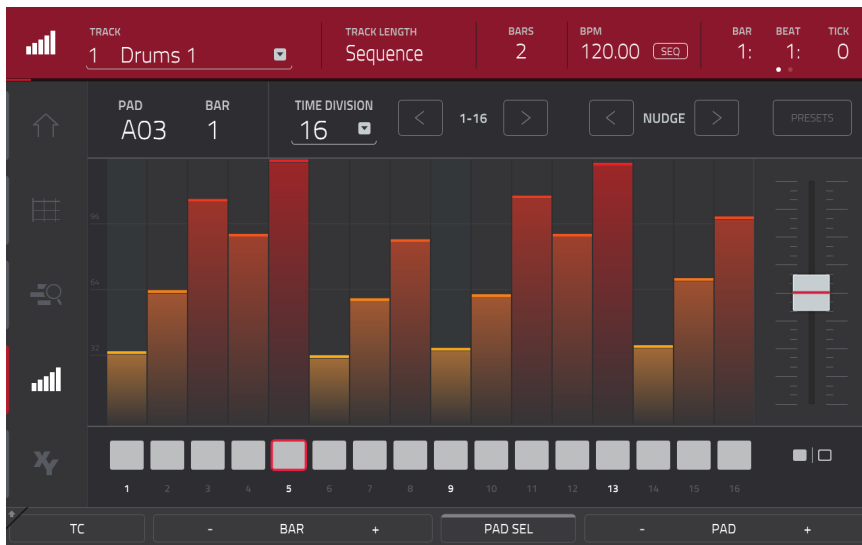 TRACK TRACK LENGTH BARS BPM BAR BEAT TICK
1 Drums 1 Sequence 2 120.00 SEQ 1: 1: 0
PAD BAR TIME DIVISION
A03 1 16 < 1-16 > < NUDGE > PRESETS
96
64
32
XY
1 2 3 4 5 6 7 8 9 10 11 12 13 14 15 16
TC - BAR + PAD SEL - PAD +